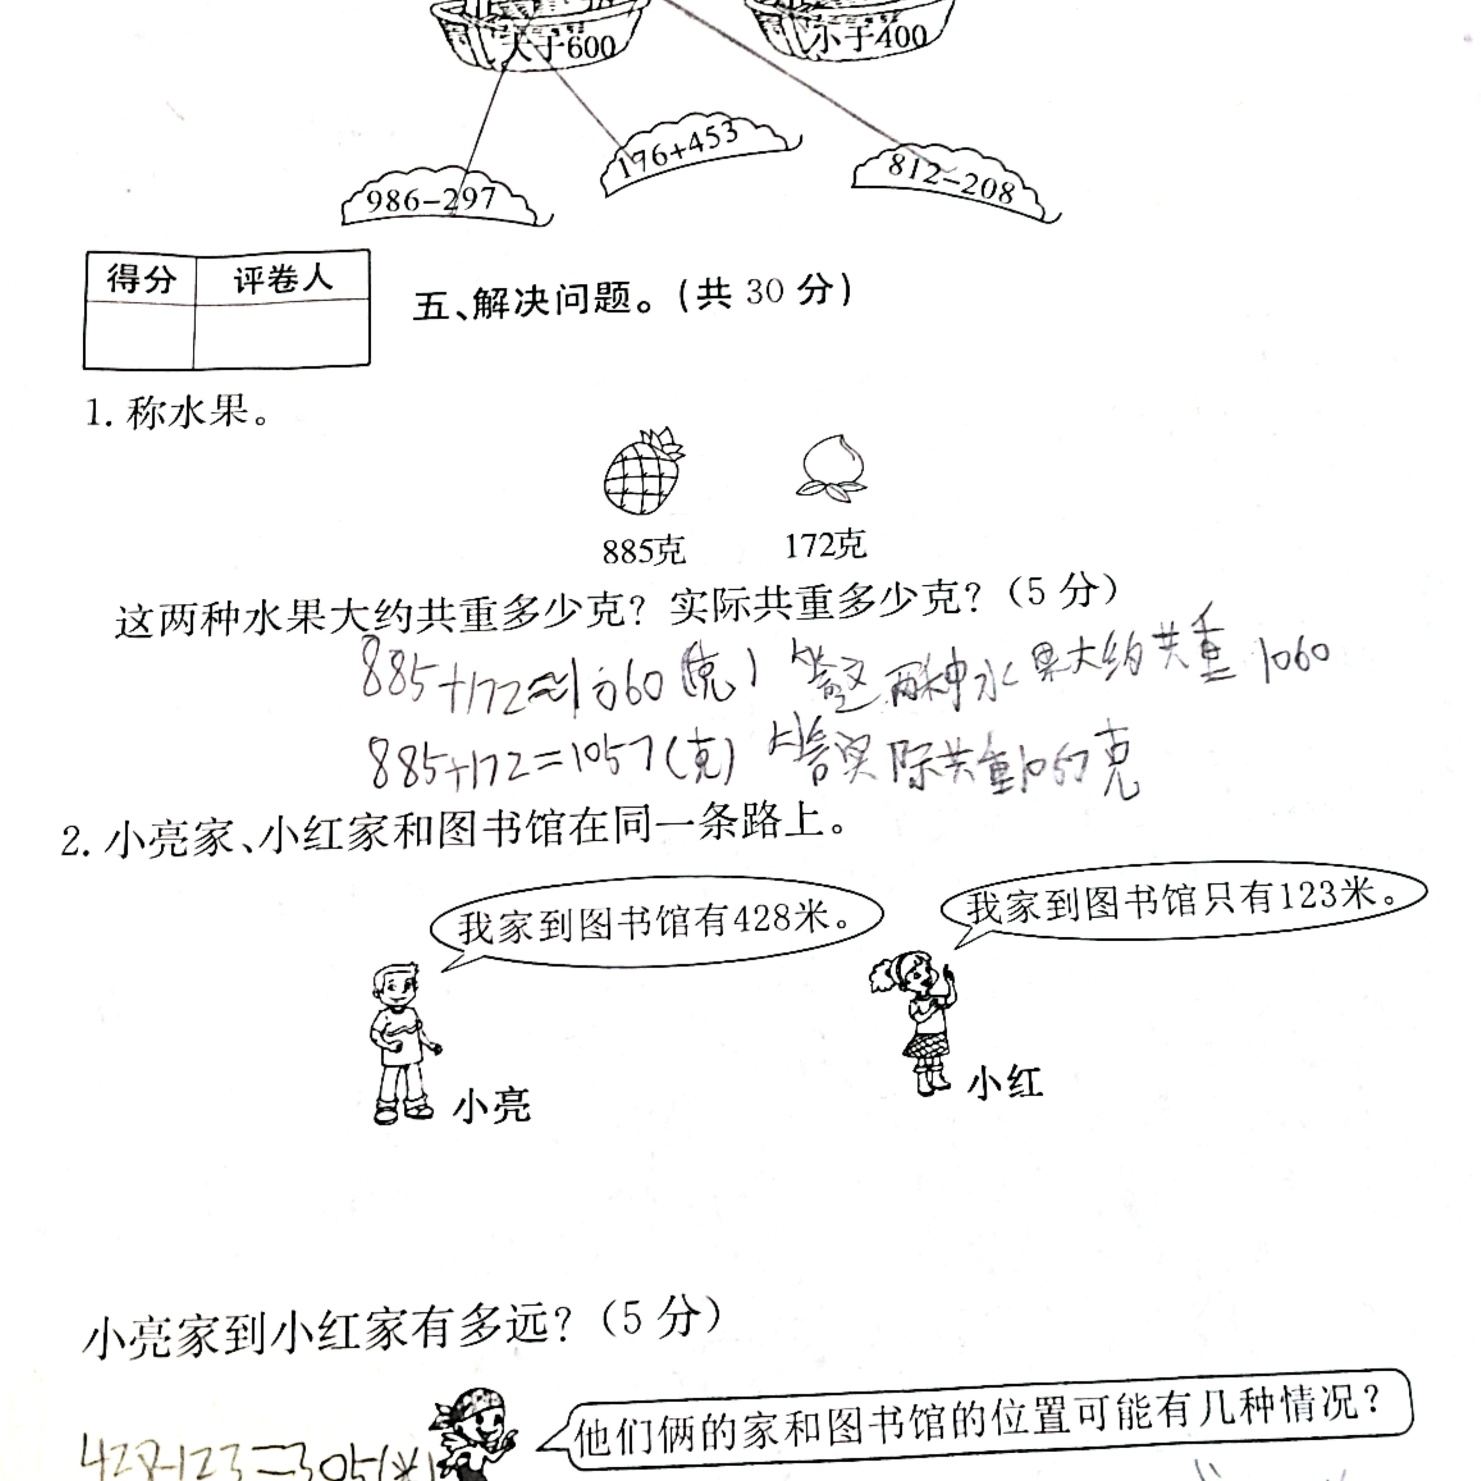 大于600 小于400
986-297 176+453 812-208
得分 评卷人
五、解决问题。(共 30 分)
1. 称水果。
885克 172克
这两种水果大约共重多少克？实际共重多少克？(5 分)
885+172≈1060(克) 答这两种水果大约共重1060
885+172=1057(克) 答实际共重1057克
2. 小亮家、小红家和图书馆在同一条路上。
我家到图书馆有428米。 我家到图书馆只有123米。
小亮 小红
小亮家到小红家有多远？(5 分)
他们俩的家和图书馆的位置可能有几种情况？
428-123=305(米)